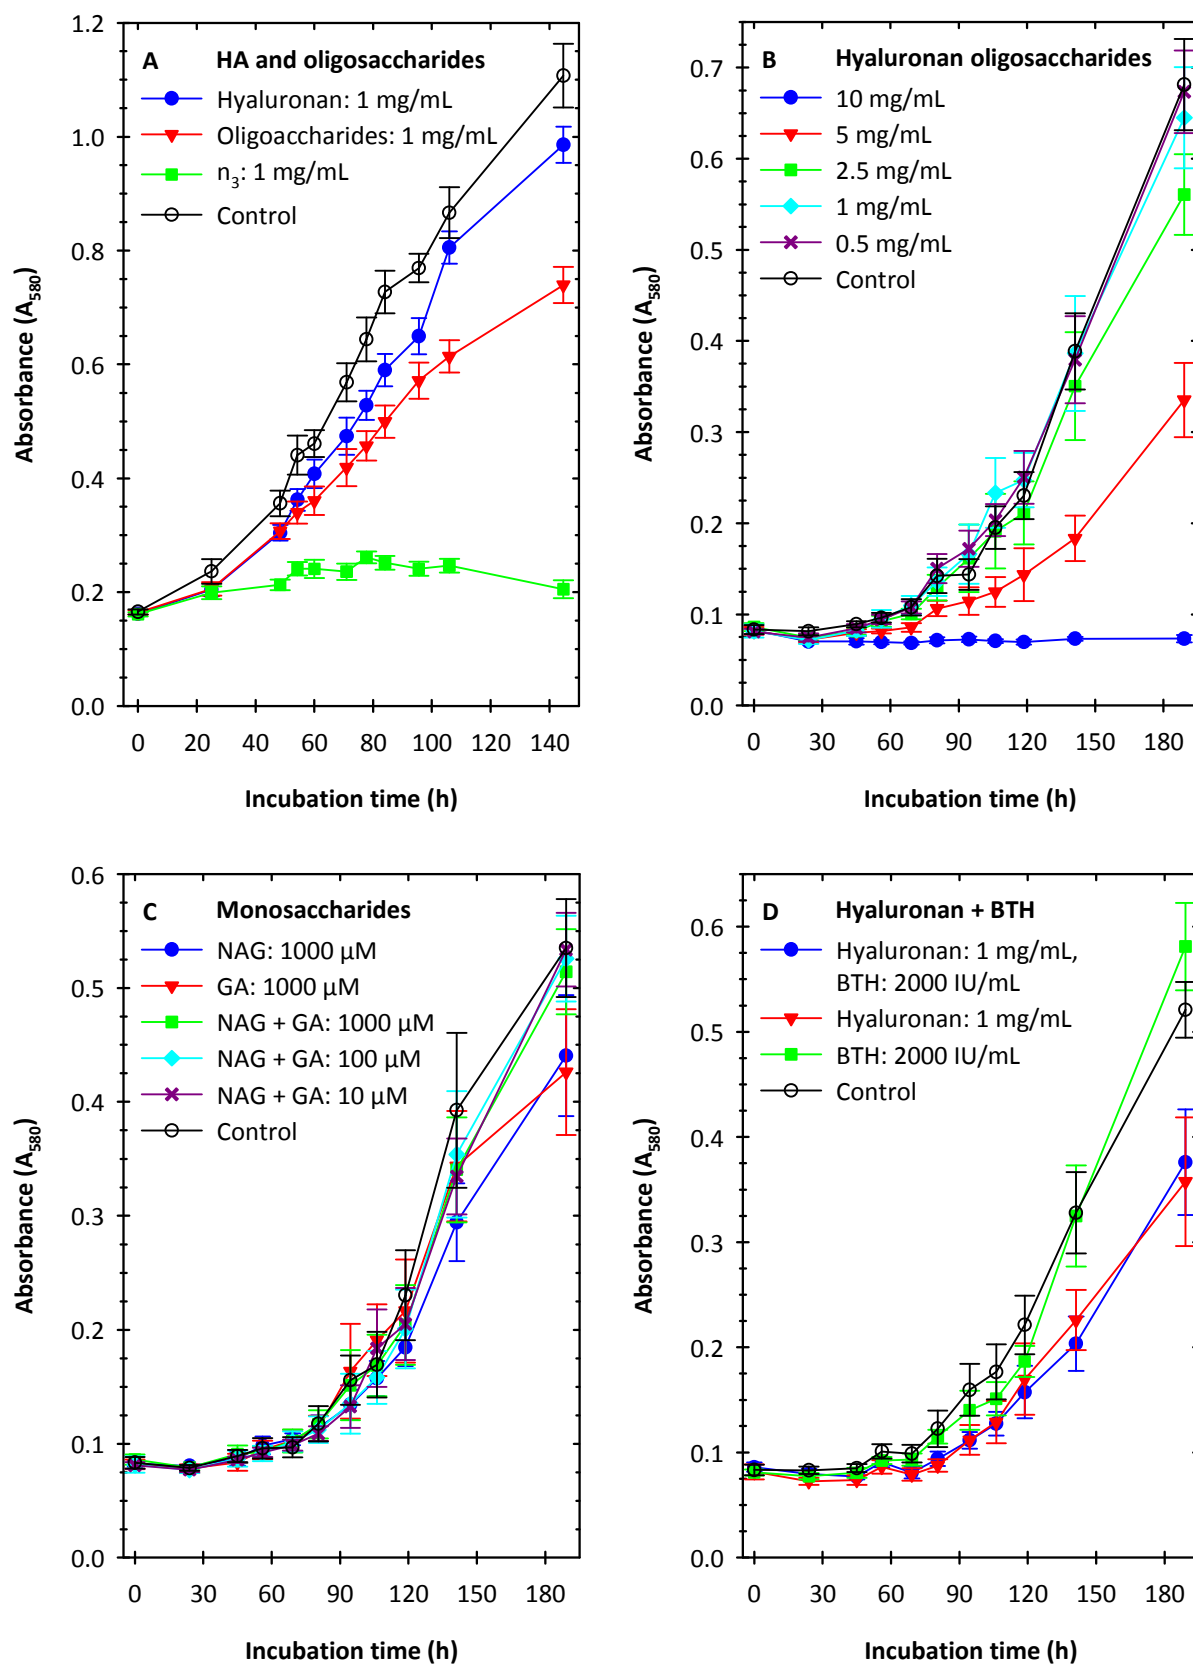 A HA and oligosaccharides
Hyaluronan: 1 mg/mL
Oligoaccharides: 1 mg/mL
n₃: 1 mg/mL
Control
Absorbance (A₅₈₀)
1.2
1.0
0.8
0.6
0.4
0.2
0.0
0 20 40 60 80 100 120 140
Incubation time (h)
B Hyaluronan oligosaccharides
10 mg/mL
5 mg/mL
2.5 mg/mL
1 mg/mL
0.5 mg/mL
Control
Absorbance (A₅₈₀)
0.7
0.6
0.5
0.4
0.3
0.2
0.1
0.0
0 30 60 90 120 150 180
Incubation time (h)
C Monosaccharides
NAG: 1000 µM
GA: 1000 µM
NAG + GA: 1000 µM
NAG + GA: 100 µM
NAG + GA: 10 µM
Control
Absorbance (A₅₈₀)
0.6
0.5
0.4
0.3
0.2
0.1
0.0
0 30 60 90 120 150 180
Incubation time (h)
D Hyaluronan + BTH
Hyaluronan: 1 mg/mL,
BTH: 2000 IU/mL
Hyaluronan: 1 mg/mL
BTH: 2000 IU/mL
Control
Absorbance (A₅₈₀)
0.6
0.5
0.4
0.3
0.2
0.1
0.0
0 30 60 90 120 150 180
Incubation time (h)